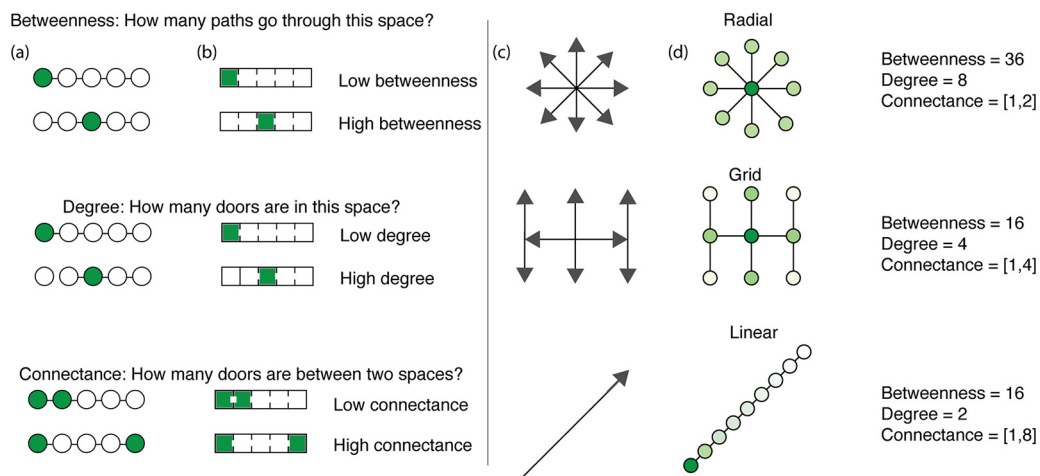 Betweenness: How many paths go through this space?
(a)
(b)
Low betweenness
High betweenness
Degree: How many doors are in this space?
Low degree
High degree
Connectance: How many doors are between two spaces?
Low connectance
High connectance
(c)
(d)
Radial
Betweenness = 36
Degree = 8
Connectance = [1,2]
Grid
Betweenness = 16
Degree = 4
Connectance = [1,4]
Linear
Betweenness = 16
Degree = 2
Connectance = [1,8]